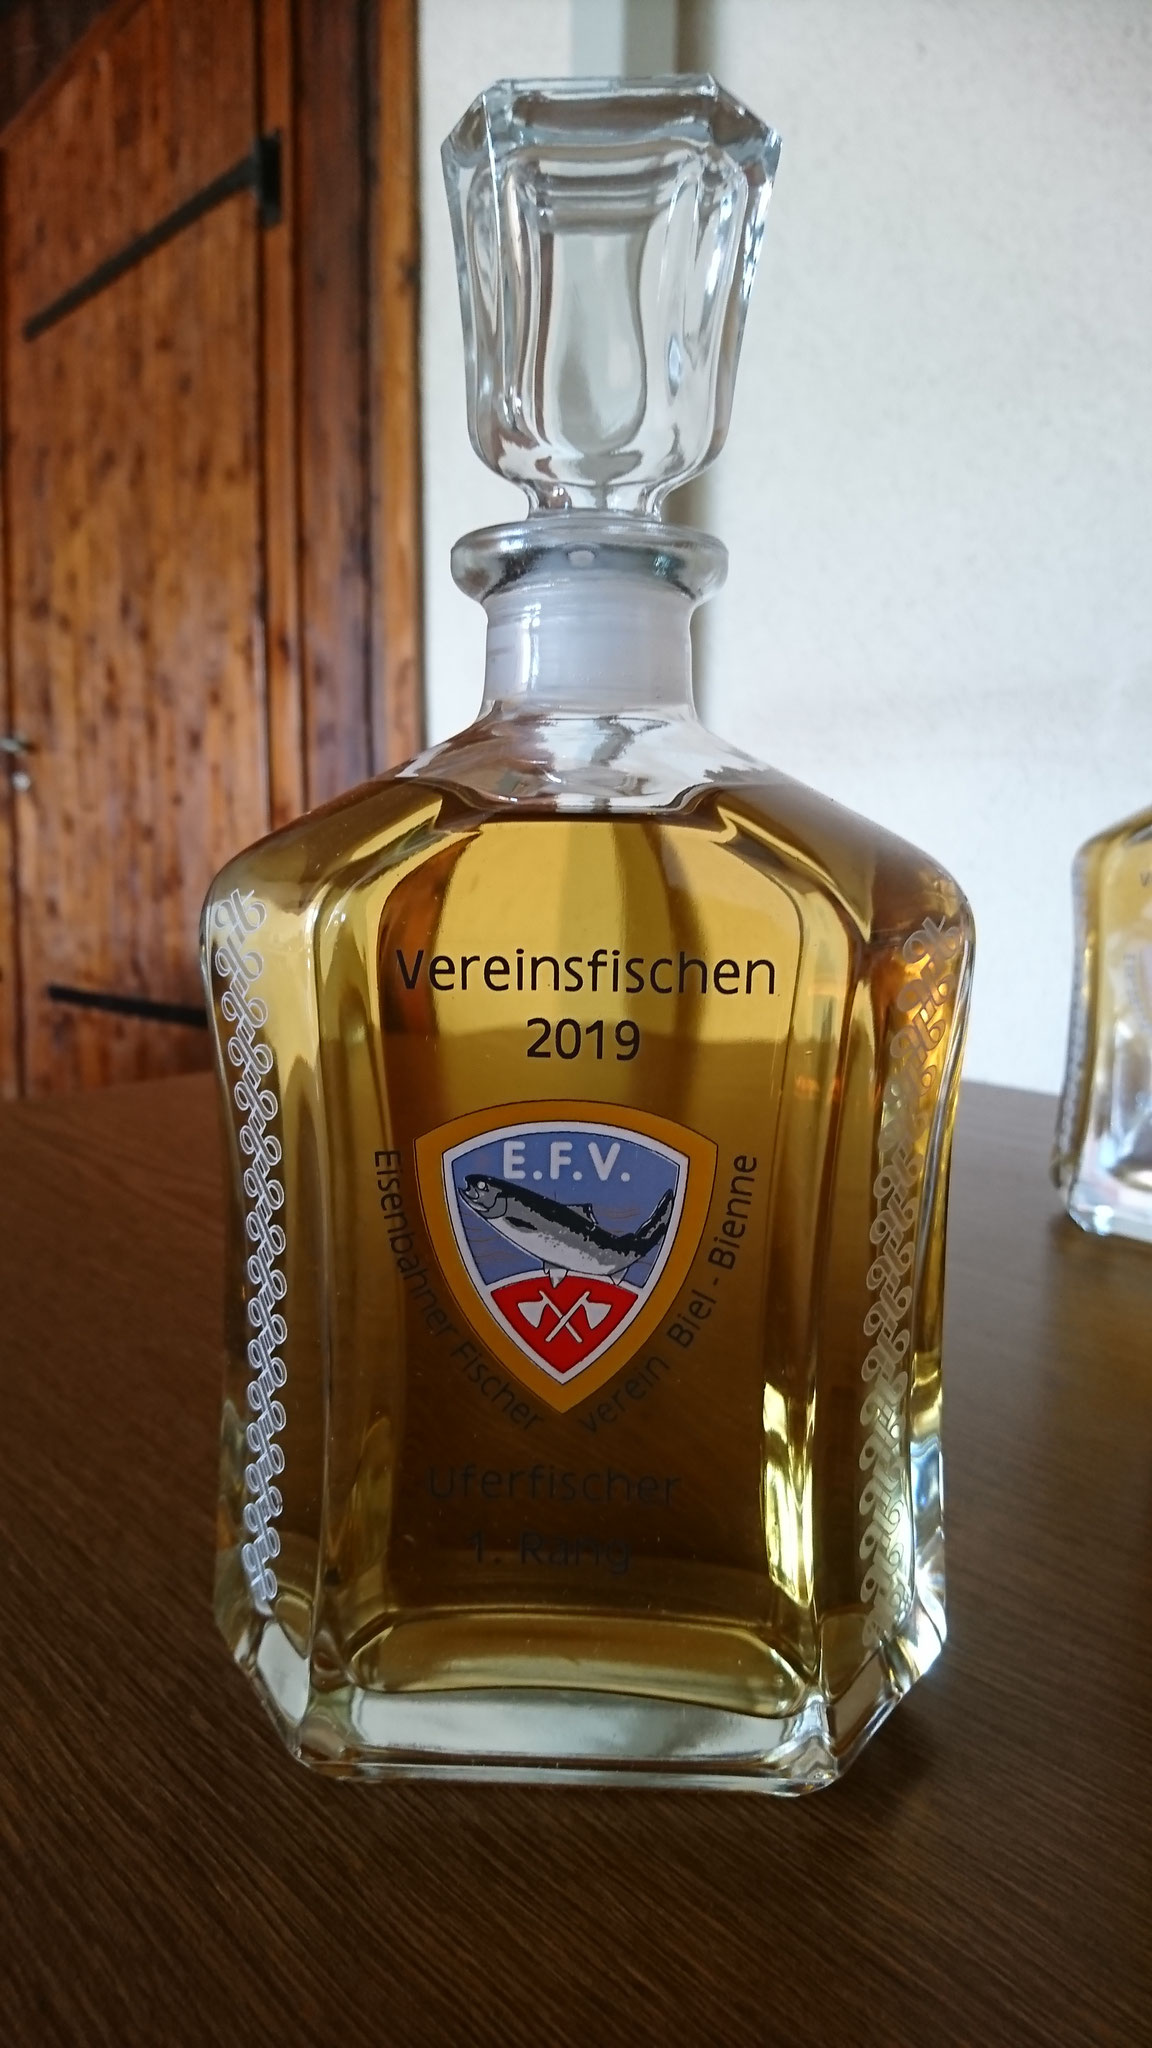 Vereinsfischen
2019
E.F.V.
Eisenbahner Fischer verein Biel - Bienne
Uferfischer
1. Rang